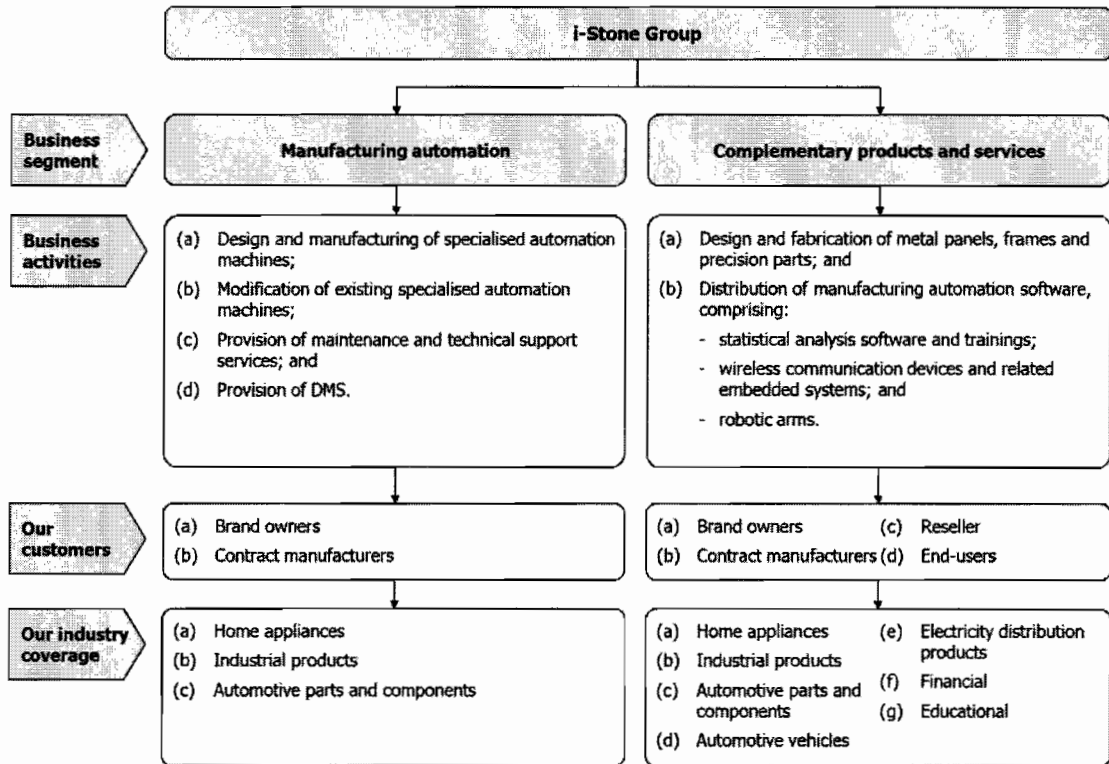 i-Stone Group
Business
segment
Manufacturing automation
Complementary products and services
Business
activities
(a) Design and manufacturing of specialised automation
machines;
(b) Modification of existing specialised automation
machines;
(c) Provision of maintenance and technical support
services; and
(d) Provision of DMS.
(a) Design and fabrication of metal panels, frames and
precision parts; and
(b) Distribution of manufacturing automation software,
comprising:
- statistical analysis software and trainings;
- wireless communication devices and related
embedded systems; and
- robotic arms.
Our
customers
(a) Brand owners
(b) Contract manufacturers
(a) Brand owners
(b) Contract manufacturers
(c) Reseller
(d) End-users
Our industry
coverage
(a) Home appliances
(b) Industrial products
(c) Automotive parts and components
(a) Home appliances
(b) Industrial products
(c) Automotive parts and
components
(d) Automotive vehicles
(e) Electricity distribution
products
(f) Financial
(g) Educational